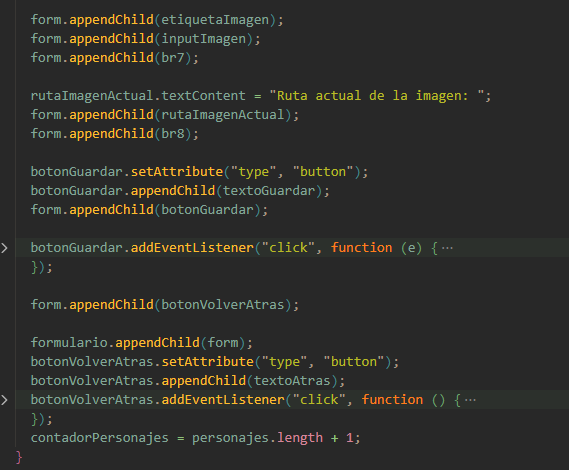 form.appendChild(etiquetaImagen);
form.appendChild(inputImagen);
form.appendChild(br7);

rutaImagenActual.textContent = "Ruta actual de la imagen: ";
form.appendChild(rutaImagenActual);
form.appendChild(br8);

botonGuardar.setAttribute("type", "button");
botonGuardar.appendChild(textoGuardar);
form.appendChild(botonGuardar);

botonGuardar.addEventListener("click", function (e) {…
});

form.appendChild(botonVolverAtras);

formulario.appendChild(form);
botonVolverAtras.setAttribute("type", "button");
botonVolverAtras.appendChild(textoAtras);
botonVolverAtras.addEventListener("click", function () {…
});
contadorPersonajes = personajes.length + 1;
}